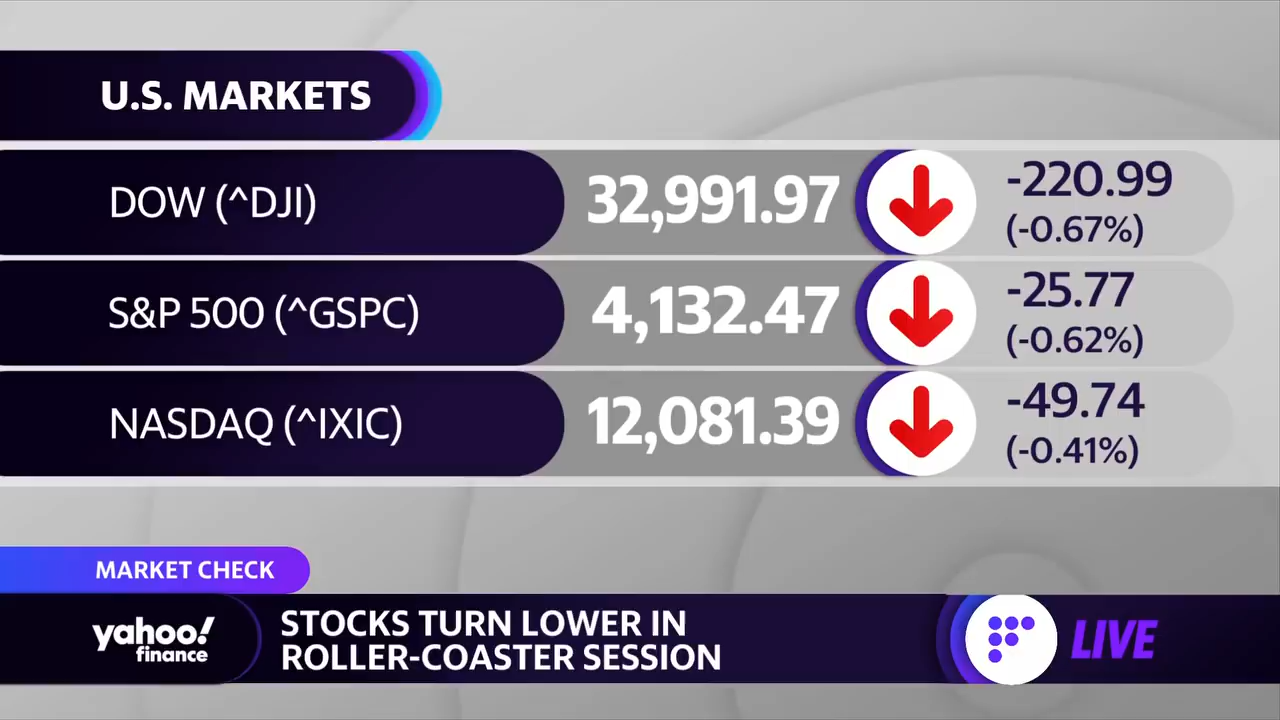 U.S. MARKETS
DOW (^DJI) 32,991.97 -220.99
(-0.67%)
S&P 500 (^GSPC) 4,132.47 -25.77
(-0.62%)
NASDAQ (^IXIC) 12,081.39 -49.74
(-0.41%)
MARKET CHECK
yahoo!
finance
STOCKS TURN LOWER IN
ROLLER-COASTER SESSION
LIVE